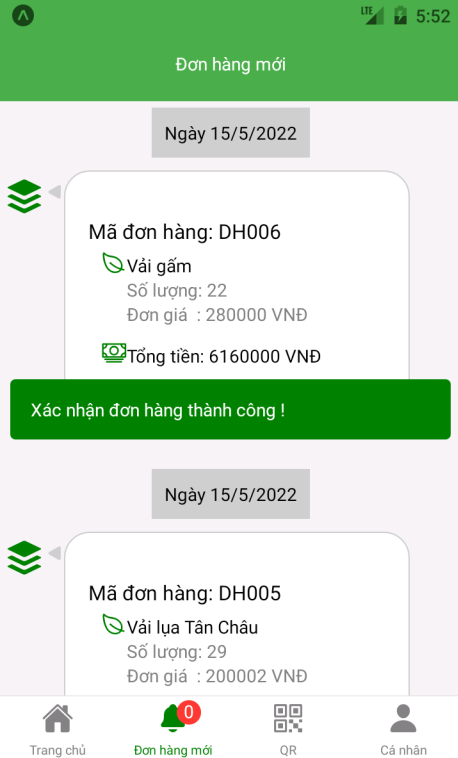 LTE 5:52
Đơn hàng mới
Ngày 15/5/2022
Mã đơn hàng: DH006
Vải gấm
Số lượng: 22
Đơn giá : 280000 VNĐ
Tổng tiền: 6160000 VNĐ
Xác nhận đơn hàng thành công !
Ngày 15/5/2022
Mã đơn hàng: DH005
Vải lụa Tân Châu
Số lượng: 29
Đơn giá : 200002 VNĐ
0
Trang chủ Đơn hàng mới QR Cá nhân